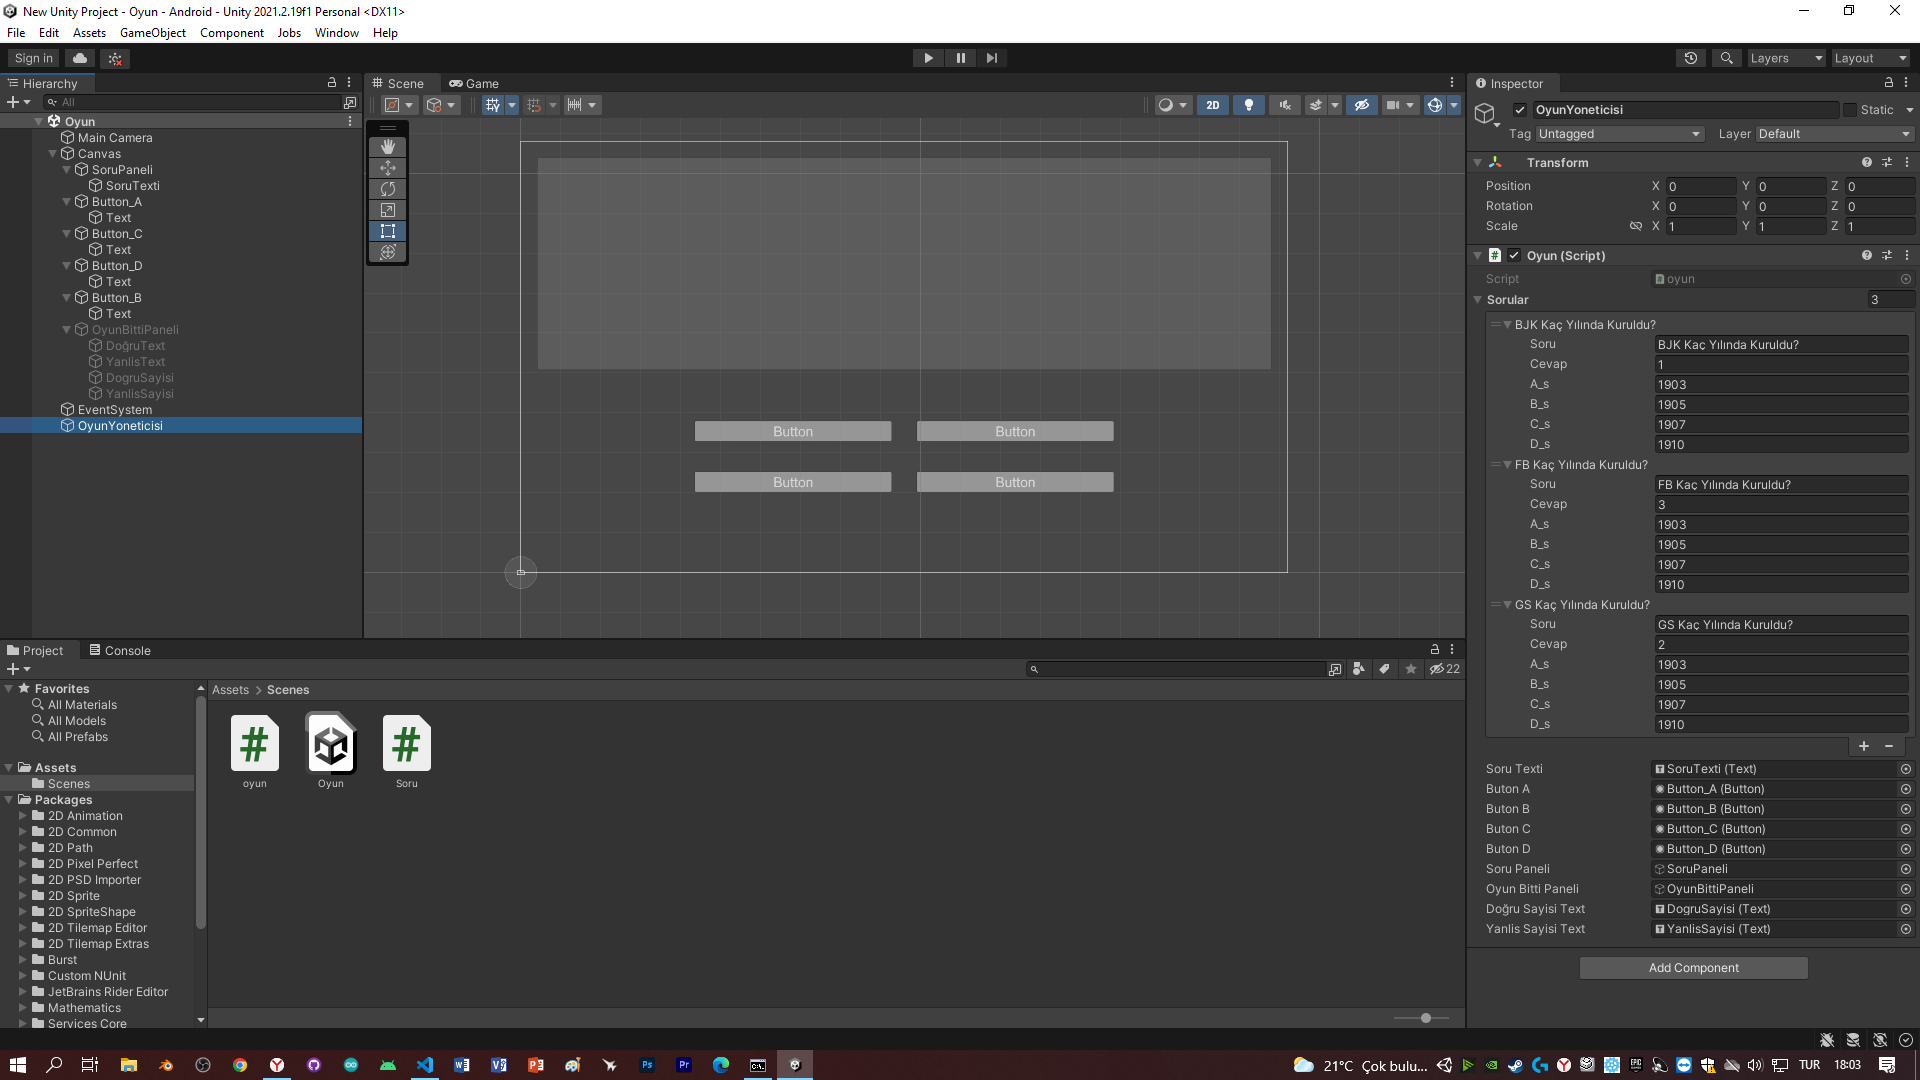 New Unity Project - Oyun - Android - Unity 2021.2.19f1 Personal <DX11>
File Edit Assets GameObject Component Jobs Window Help
Sign in
Layers
Layout
Hierarchy
All
Oyun
Main Camera
Canvas
SoruPaneli
SoruTexti
Button_A
Text
Button_C
Text
Button_D
Text
Button_B
Text
OyunBittiPaneli
DoğruText
YanlisText
DogruSayisi
YanlisSayisi
EventSystem
OyunYoneticisi
Scene Game
2D
Button Button
Button Button
Inspector
OyunYoneticisi Static
Tag Untagged Layer Default
Transform
Position X 0 Y 0 Z 0
Rotation X 0 Y 0 Z 0
Scale X 1 Y 1 Z 1
Oyun (Script)
Script oyun
Sorular 3
BJK Kaç Yılında Kuruldu?
Soru BJK Kaç Yılında Kuruldu?
Cevap 1
A_s 1903
B_s 1905
C_s 1907
D_s 1910
FB Kaç Yılında Kuruldu?
Soru FB Kaç Yılında Kuruldu?
Cevap 3
A_s 1903
B_s 1905
C_s 1907
D_s 1910
GS Kaç Yılında Kuruldu?
Soru GS Kaç Yılında Kuruldu?
Cevap 2
A_s 1903
B_s 1905
C_s 1907
D_s 1910
Soru Texti SoruTexti (Text)
Buton A Button_A (Button)
Buton B Button_B (Button)
Buton C Button_C (Button)
Buton D Button_D (Button)
Soru Paneli SoruPaneli
Oyun Bitti Paneli OyunBittiPaneli
Doğru Sayisi Text DogruSayisi (Text)
Yanlis Sayisi Text YanlisSayisi (Text)
Add Component
Project Console
22
Favorites
All Materials
All Models
All Prefabs
Assets
Scenes
Packages
2D Animation
2D Common
2D Path
2D Pixel Perfect
2D PSD Importer
2D Sprite
2D SpriteShape
2D Tilemap Editor
2D Tilemap Extras
Burst
Custom NUnit
JetBrains Rider Editor
Mathematics
Services Core
Assets > Scenes
oyun Oyun Soru
21°C Çok bulu... TUR 18:03